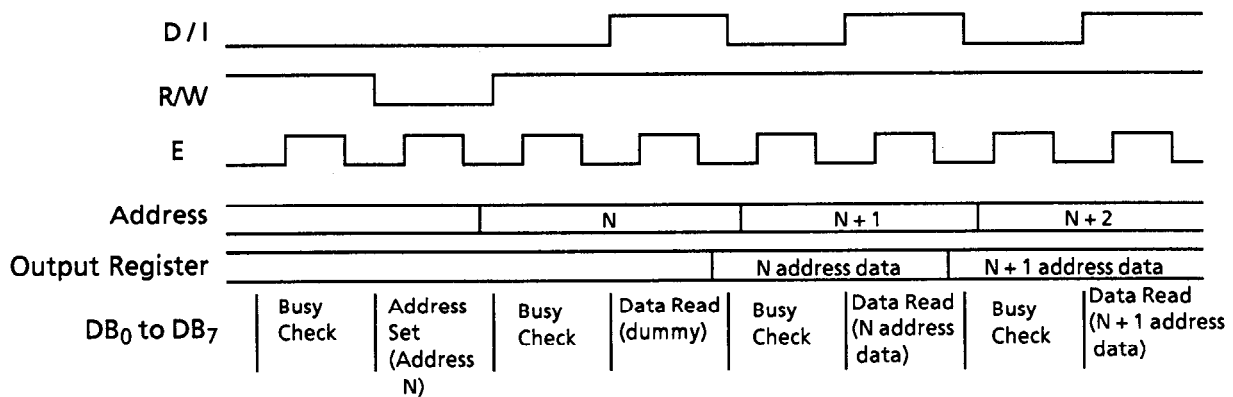 D / I
R/W
E
Address
N
N + 1
N + 2
Output Register
N address data
N + 1 address data
DB0 to DB7
Busy
Check
Address
Set
(Address
N)
Busy
Check
Data Read
(dummy)
Busy
Check
Data Read
(N address
data)
Busy
Check
Data Read
(N + 1 address
data)